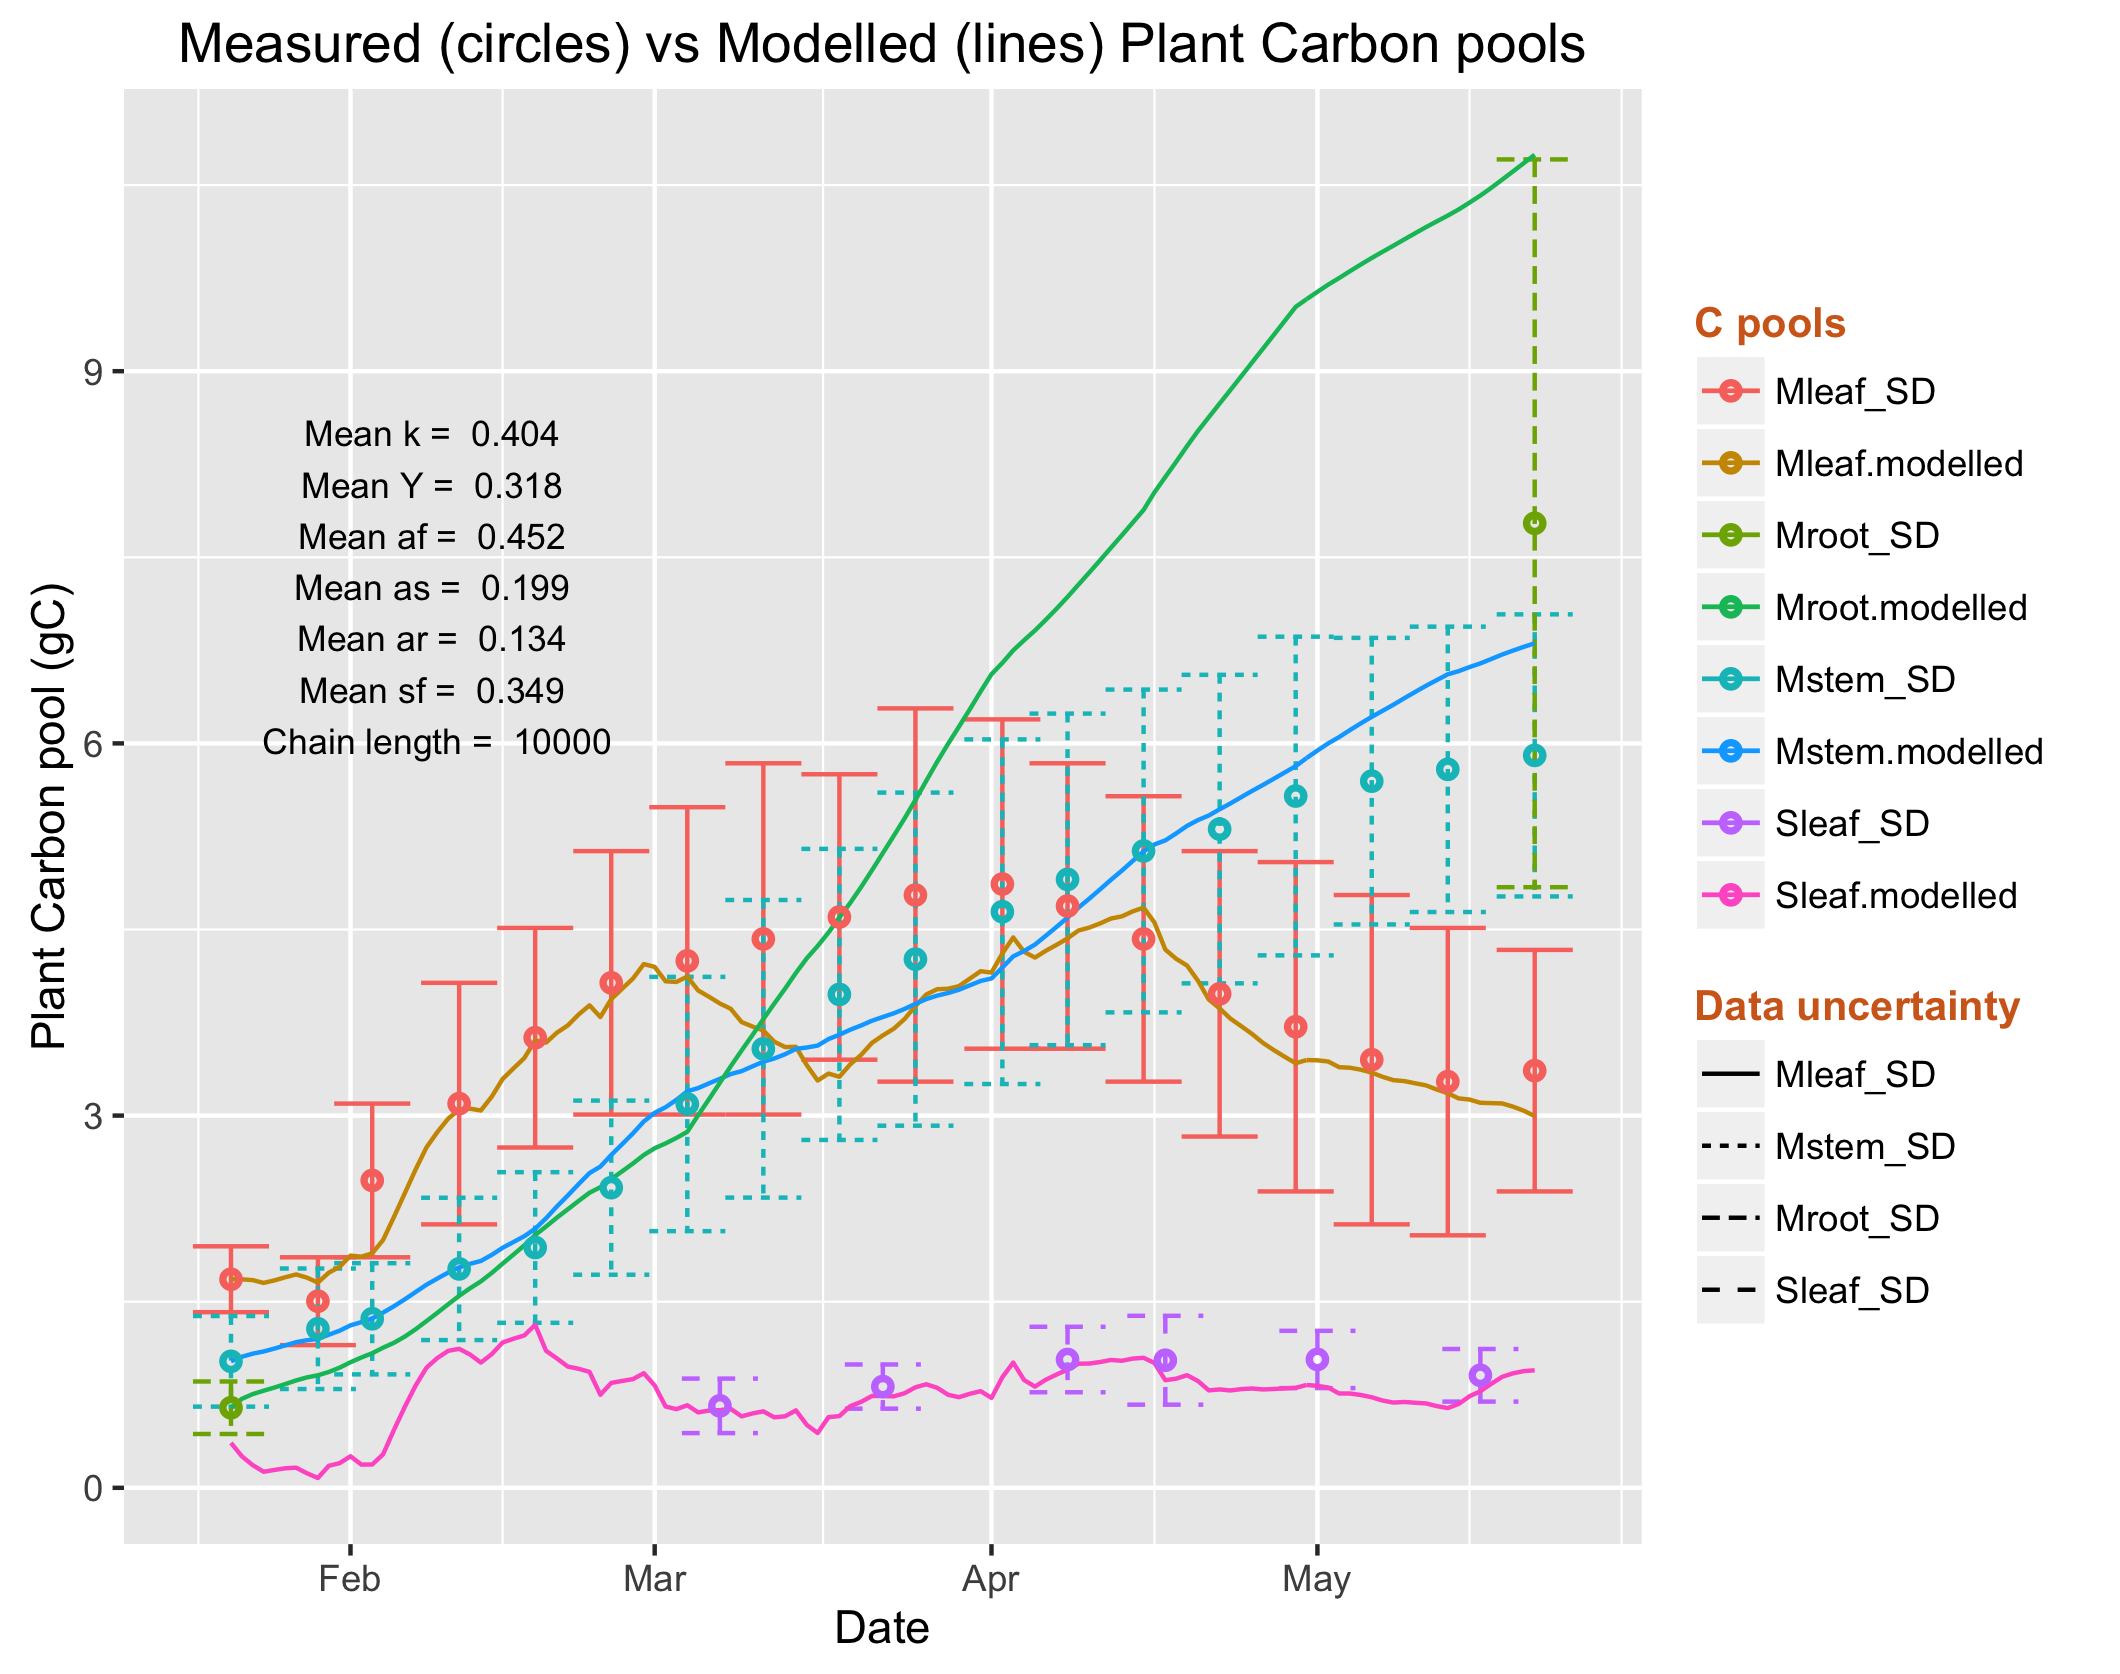 Measured (circles) vs Modelled (lines) Plant Carbon pools
Plant Carbon pool (gC)
9
6
3
0
Mean k = 0.404
Mean Y = 0.318
Mean af = 0.452
Mean as = 0.199
Mean ar = 0.134
Mean sf = 0.349
Chain length = 10000
Feb Mar Apr May
Date
C pools
Mleaf_SD
Mleaf.modelled
Mroot_SD
Mroot.modelled
Mstem_SD
Mstem.modelled
Sleaf_SD
Sleaf.modelled
Data uncertainty
Mleaf_SD
Mstem_SD
Mroot_SD
Sleaf_SD